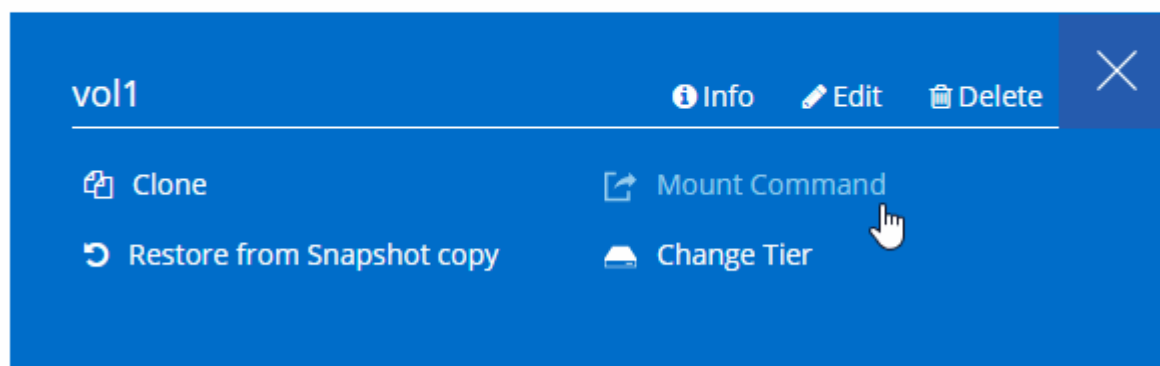 vol1 Info Edit Delete
Clone Mount Command
Restore from Snapshot copy Change Tier